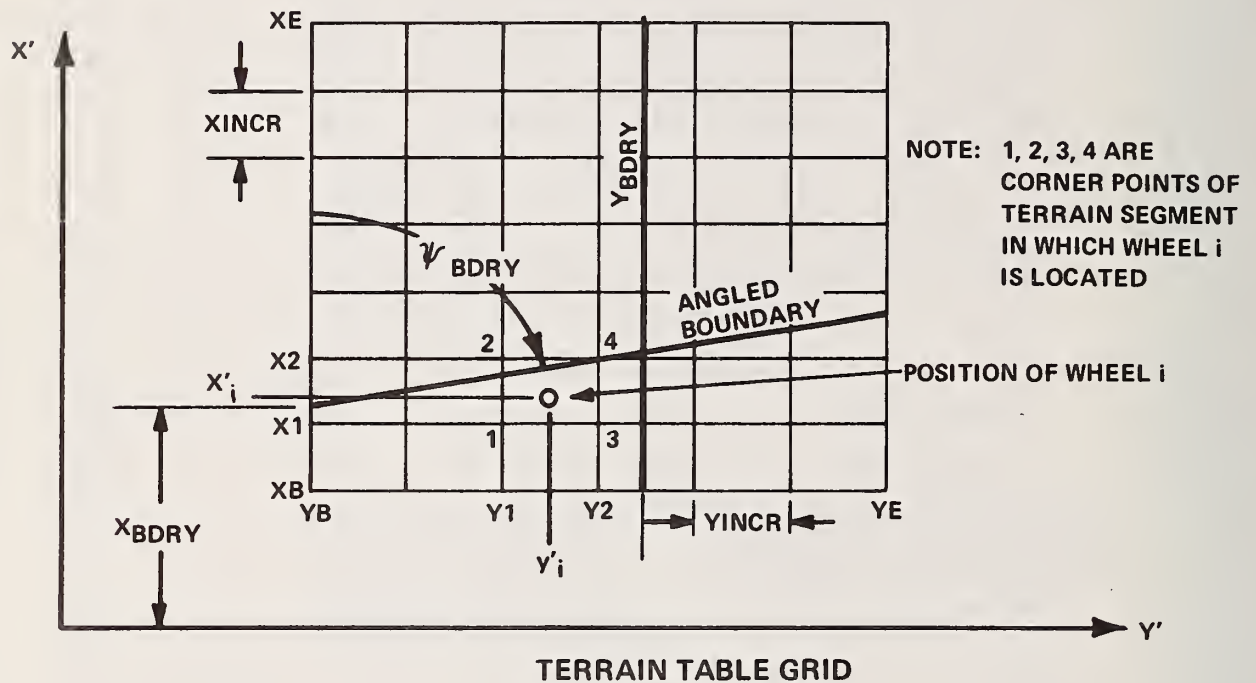 XE
X'
XINCR
Y_BDRY
NOTE: 1, 2, 3, 4 ARE
CORNER POINTS OF
TERRAIN SEGMENT
IN WHICH WHEEL i
IS LOCATED
ψ BDRY
ANGLED
BOUNDARY
X2
2
4
X'i
POSITION OF WHEEL i
X1
1
3
XB
YB
Y1
Y2
YINCR
YE
X_BDRY
y'i
Y'
TERRAIN TABLE GRID